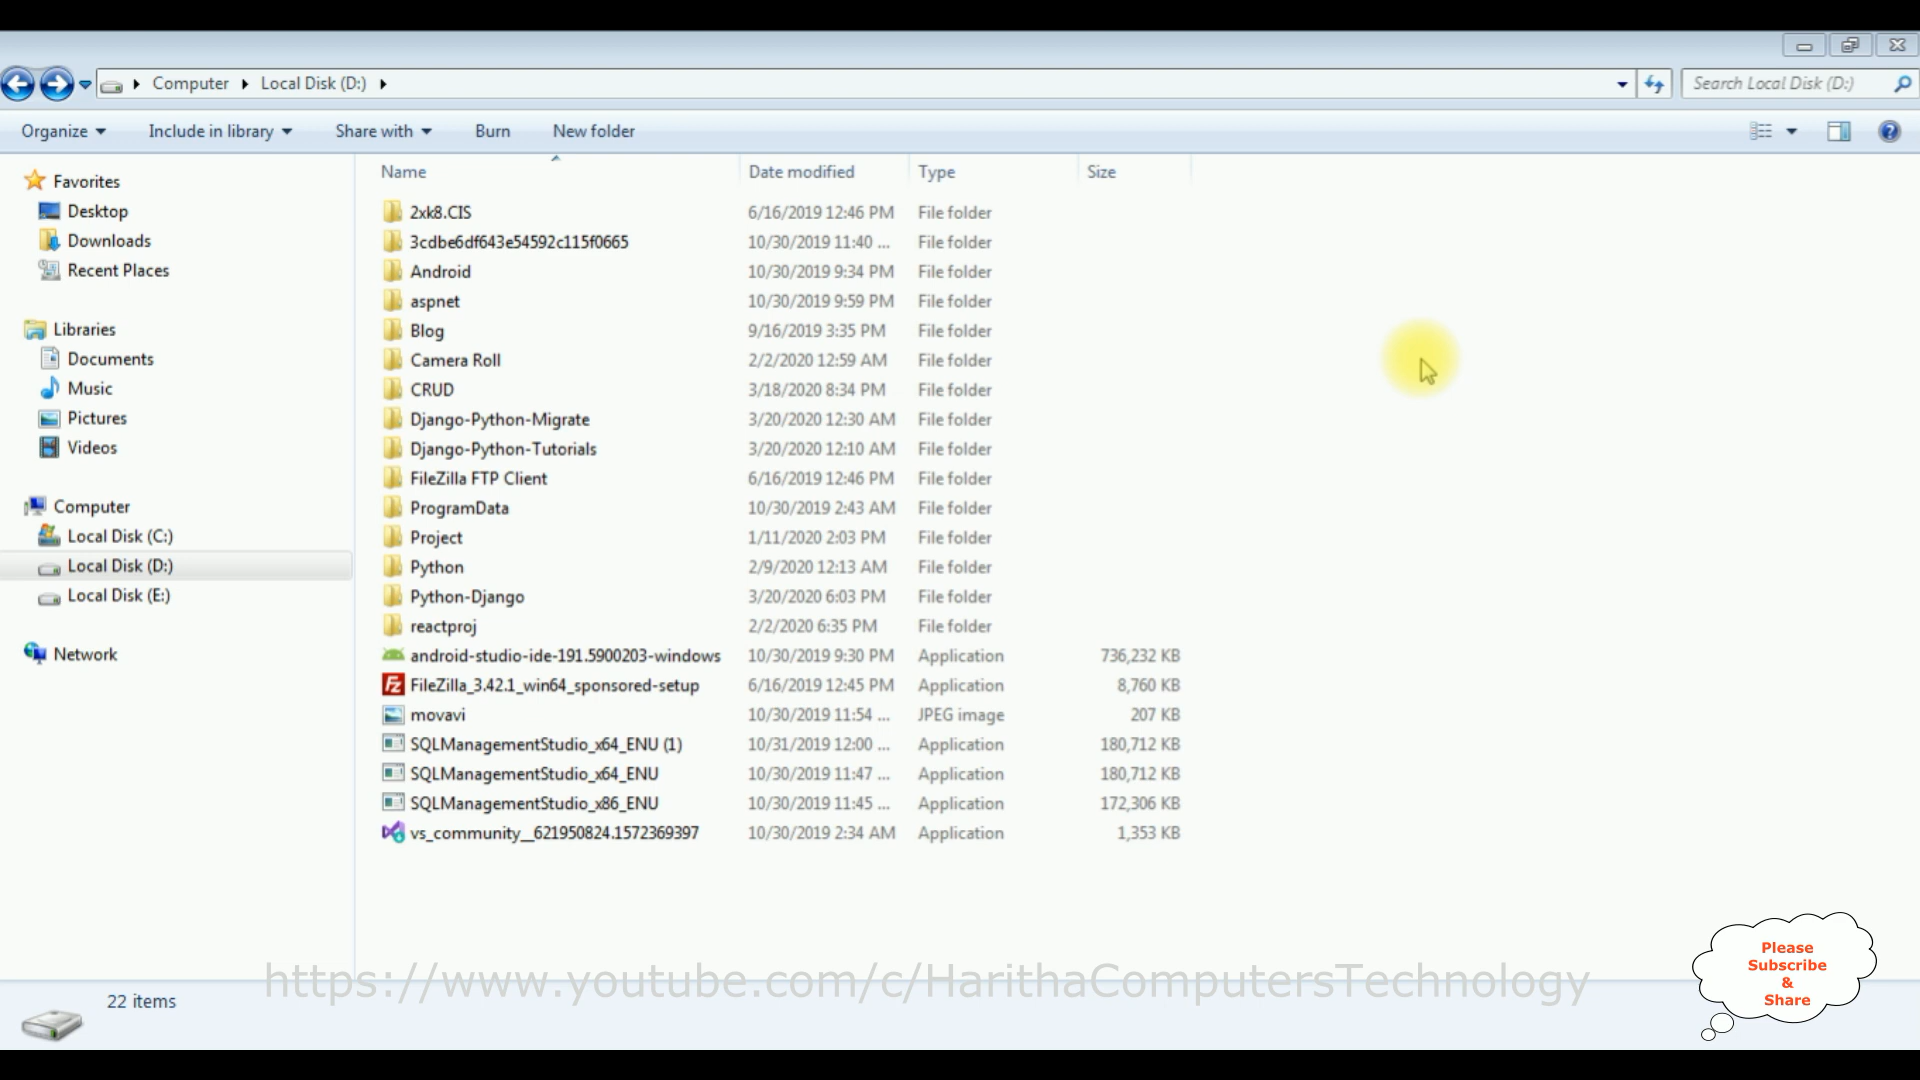 Computer Local Disk (D:) Search Local Disk (D:)
Organize Include in library Share with Burn New folder
Favorites
Desktop
Downloads
Recent Places
Libraries
Documents
Music
Pictures
Videos
Computer
Local Disk (C:)
Local Disk (D:)
Local Disk (E:)
Network
Name Date modified Type Size
2xk8.CIS 6/16/2019 12:46 PM File folder
3cdbe6df643e54592c115f0665 10/30/2019 11:40 ... File folder
Android 10/30/2019 9:34 PM File folder
aspnet 10/30/2019 9:59 PM File folder
Blog 9/16/2019 3:35 PM File folder
Camera Roll 2/2/2020 12:59 AM File folder
CRUD 3/18/2020 8:34 PM File folder
Django-Python-Migrate 3/20/2020 12:30 AM File folder
Django-Python-Tutorials 3/20/2020 12:10 AM File folder
FileZilla FTP Client 6/16/2019 12:46 PM File folder
ProgramData 10/30/2019 2:43 AM File folder
Project 1/11/2020 2:03 PM File folder
Python 2/9/2020 12:13 AM File folder
Python-Django 3/20/2020 6:03 PM File folder
reactproj 2/2/2020 6:35 PM File folder
android-studio-ide-191.5900203-windows 10/30/2019 9:30 PM Application 736,232 KB
FileZilla_3.42.1_win64_sponsored-setup 6/16/2019 12:45 PM Application 8,760 KB
movavi 10/30/2019 11:54 ... JPEG image 207 KB
SQLManagementStudio_x64_ENU (1) 10/31/2019 12:00 ... Application 180,712 KB
SQLManagementStudio_x64_ENU 10/30/2019 11:47 ... Application 180,712 KB
SQLManagementStudio_x86_ENU 10/30/2019 11:45 ... Application 172,306 KB
vs_community__621950824.1572369397 10/30/2019 2:34 AM Application 1,353 KB
https://www.youtube.com/c/HarithaComputersTechnology
22 items
Please
Subscribe
&
Share